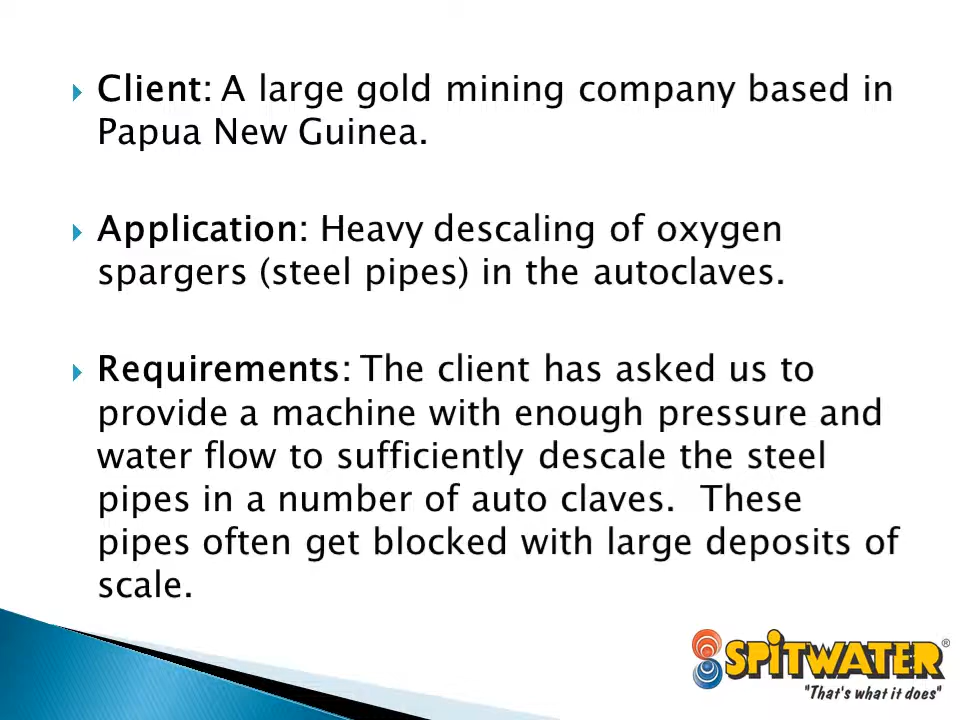 Client: A large gold mining company based in
Papua New Guinea.
Application: Heavy descaling of oxygen
spargers (steel pipes) in the autoclaves.
Requirements: The client has asked us to
provide a machine with enough pressure and
water flow to sufficiently descale the steel
pipes in a number of auto claves.  These
pipes often get blocked with large deposits of
scale.
SPITWATER®
"That's what it does"